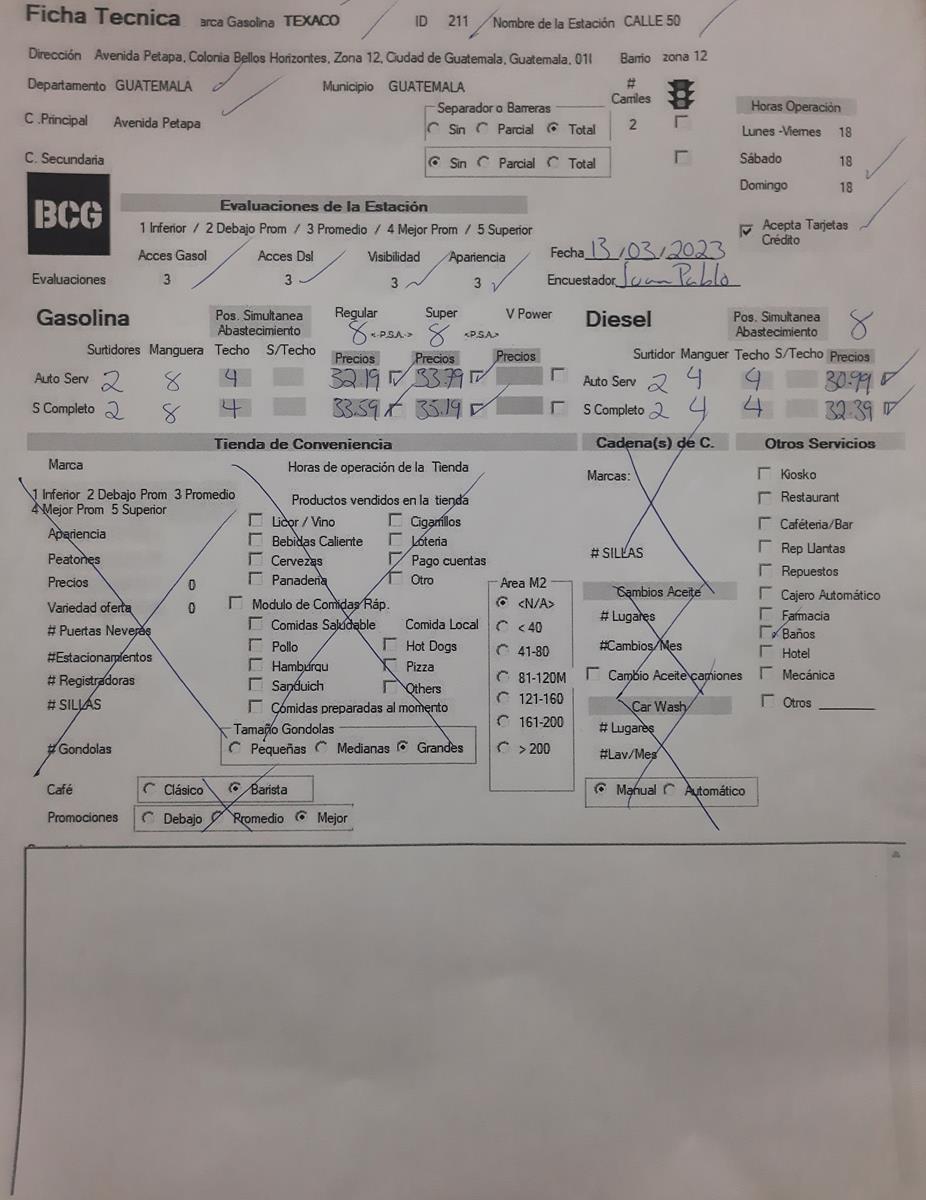 Ficha Tecnica arca Gasolina TEXACO ID 211 Nombre de la Estación CALLE 50
Dirección Avenida Petapa, Colonia Bellos Horizontes, Zona 12, Ciudad de Guatemala, Guatemala, 01I Barrio zona 12
Departamento GUATEMALA Municipio GUATEMALA # Carriles
Separador o Barreras Horas Operación
C .Principal Avenida Petapa Sin Parcial Total 2 Lunes -Viernes 18
C. Secundaria Sin Parcial Total Sábado 18
Domingo 18
BCG
Evaluaciones de la Estación
1 Inferior / 2 Debajo Prom / 3 Promedio / 4 Mejor Prom / 5 Superior Acepta Tarjetas Crédito
Acces Gasol Acces Dsl Visibilidad Apariencia Fecha 13/03/2023
Evaluaciones 3 3 3 3 Encuestador Juan Pablo
Gasolina Pos. Simultanea Abastecimiento Regular Super V Power Diesel Pos. Simultanea Abastecimiento 8
8 <-P.S.A.-> 8 <P.S.A>
Surtidores Manguera Techo S/Techo Precios Precios Precios Surtidor Manguer Techo S/Techo Precios
Auto Serv 2 8 4 32.19 33.79 Auto Serv 2 4 4 30.99
S Completo 2 8 4 33.59 35.19 S Completo 2 4 4 32.39
Tienda de Conveniencia Cadena(s) de C. Otros Servicios
Marca Horas de operación de la Tienda Marcas: Kiosko
1 Inferior 2 Debajo Prom 3 Promedio Productos vendidos en la tienda Restaurant
4 Mejor Prom 5 Superior
Licor / Vino Cigarrillos Caféteria/Bar
Apariencia Bebidas Caliente Loteria
Peatones Cervezas Pago cuentas # SILLAS Rep Llantas
Precios 0 Panaderia Otro Area M2 Repuestos
Variedad oferta 0 Modulo de Comidas Ráp. <N/A> Cambios Aceite Cajero Automático
# Puertas Neveras Comidas Saludable Comida Local < 40 # Lugares Farmacia
Baños
#Estacionamientos Pollo Hot Dogs 41-80 #Cambios/Mes Hotel
# Registradoras Hamburqu Pizza 81-120M Cambio Aceite camiones Mecánica
# SILLAS Sanduich Others 121-160 Car Wash Otros
Comidas preparadas al momento
Tamaño Gondolas 161-200 # Lugares
# Gondolas Pequeñas Medianas Grandes > 200 #Lav/Mes
Café Clásico Barista Manual Automático
Promociones Debajo Promedio Mejor